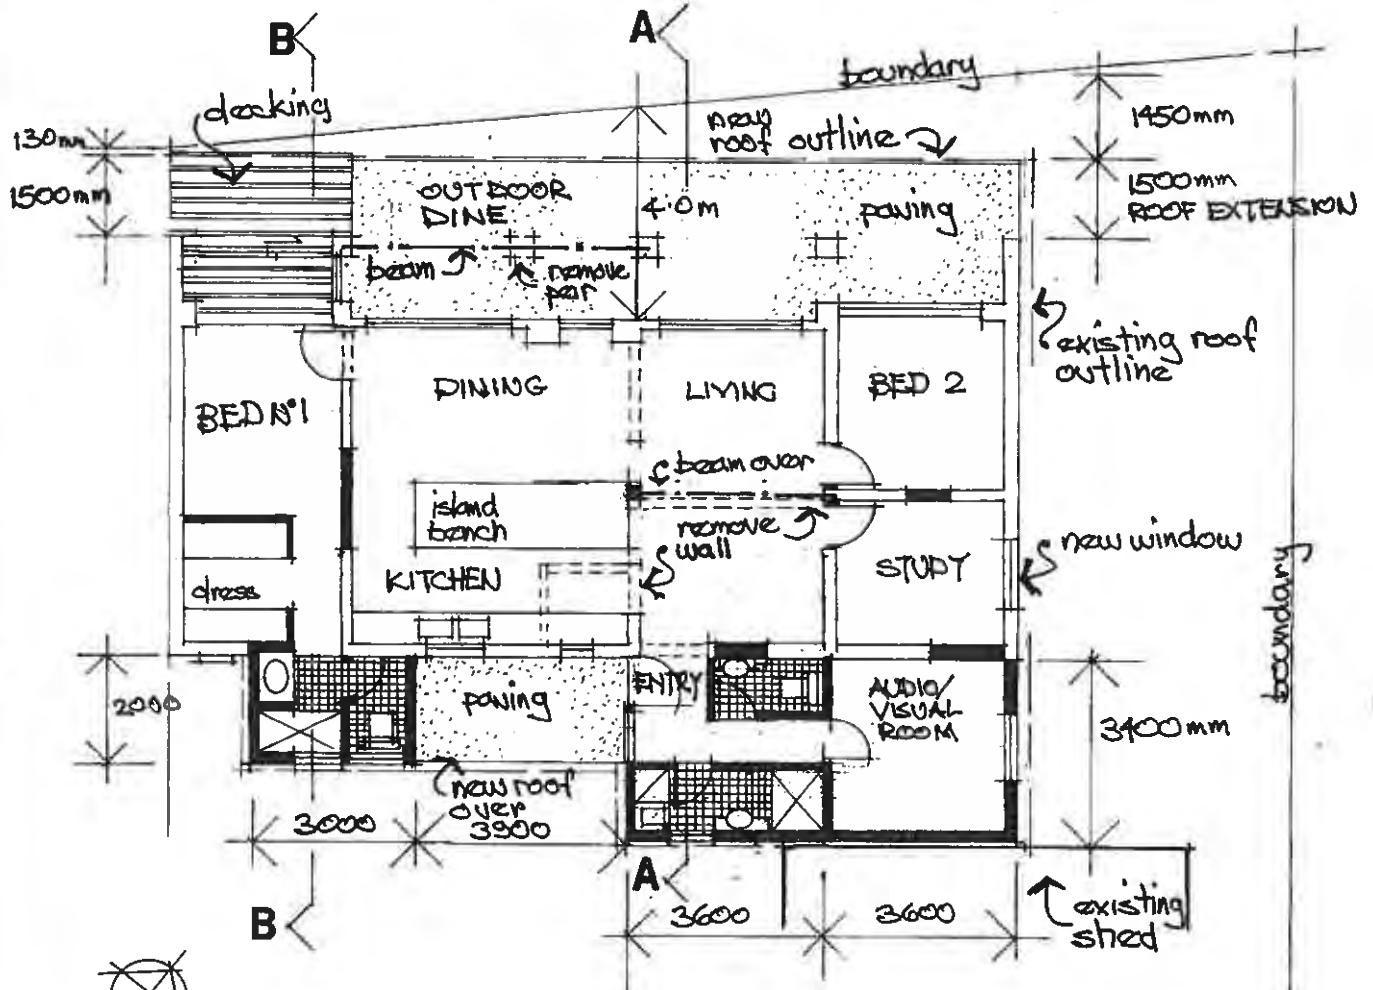 B
A
boundary
decking
130mm
1450mm
new
roof outline
1500mm
OUTDOOR
DINE
4.0m
paving
1500mm
ROOF EXTENSION
beam
remove
peir
existing roof
outline
DINING
LIVING
BED 2
BED Nº1
beam over
island
bench
remove
wall
new window
KITCHEN
STUDY
dress
boundary
2000
paving
ENTRY
AUDIO/
VISUAL
ROOM
3400mm
new roof
over
3000
3900
A
B
3600
3600
existing
shed